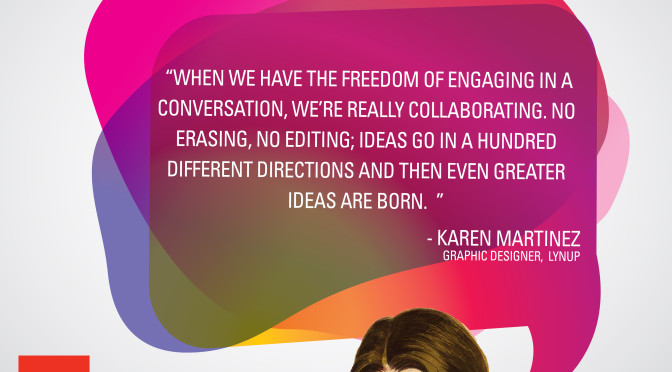 “WHEN WE HAVE THE FREEDOM OF ENGAGING IN A
CONVERSATION, WE’RE REALLY COLLABORATING. NO
ERASING, NO EDITING; IDEAS GO IN A HUNDRED
DIFFERENT DIRECTIONS AND THEN EVEN GREATER
IDEAS ARE BORN. ”
- KAREN MARTINEZ
GRAPHIC DESIGNER, LYNUP